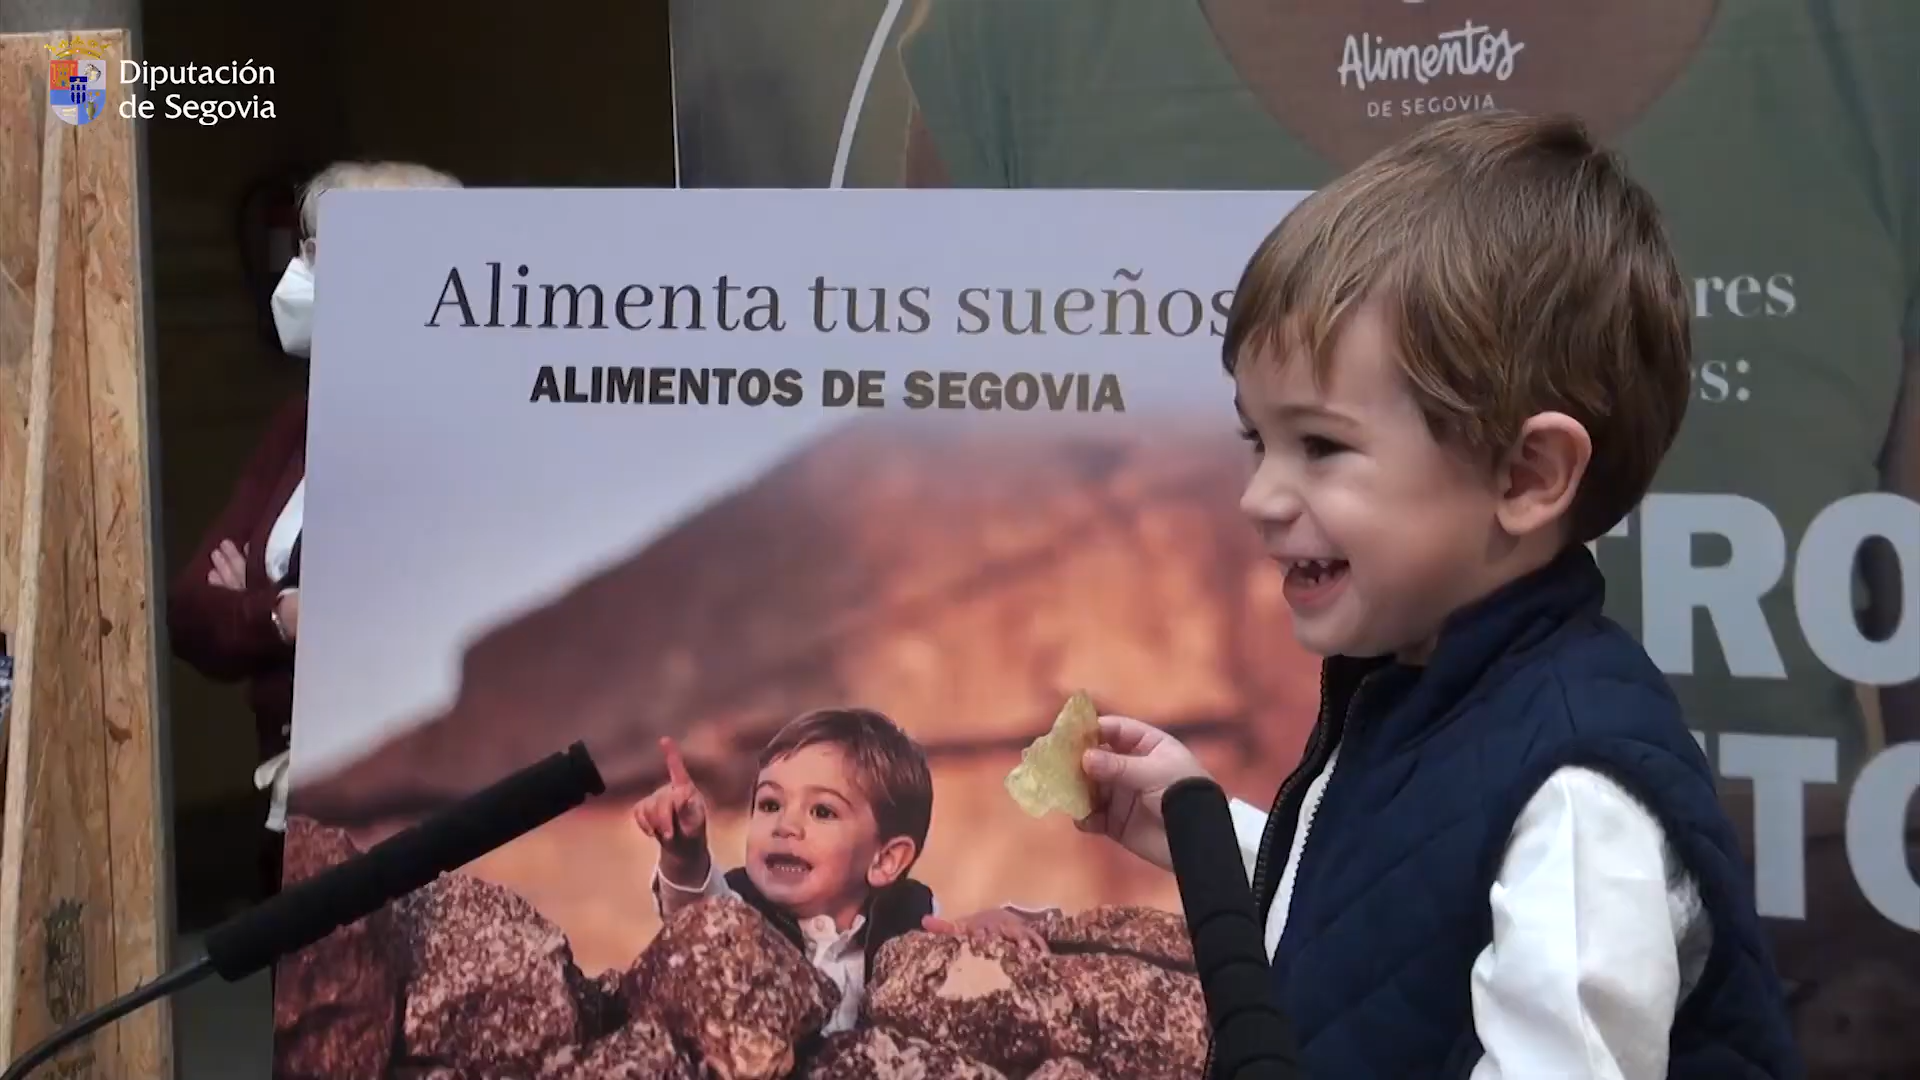 Diputación
de Segovia
Alimentos
DE SEGOVIA
Alimenta tus sueños
ALIMENTOS DE SEGOVIA